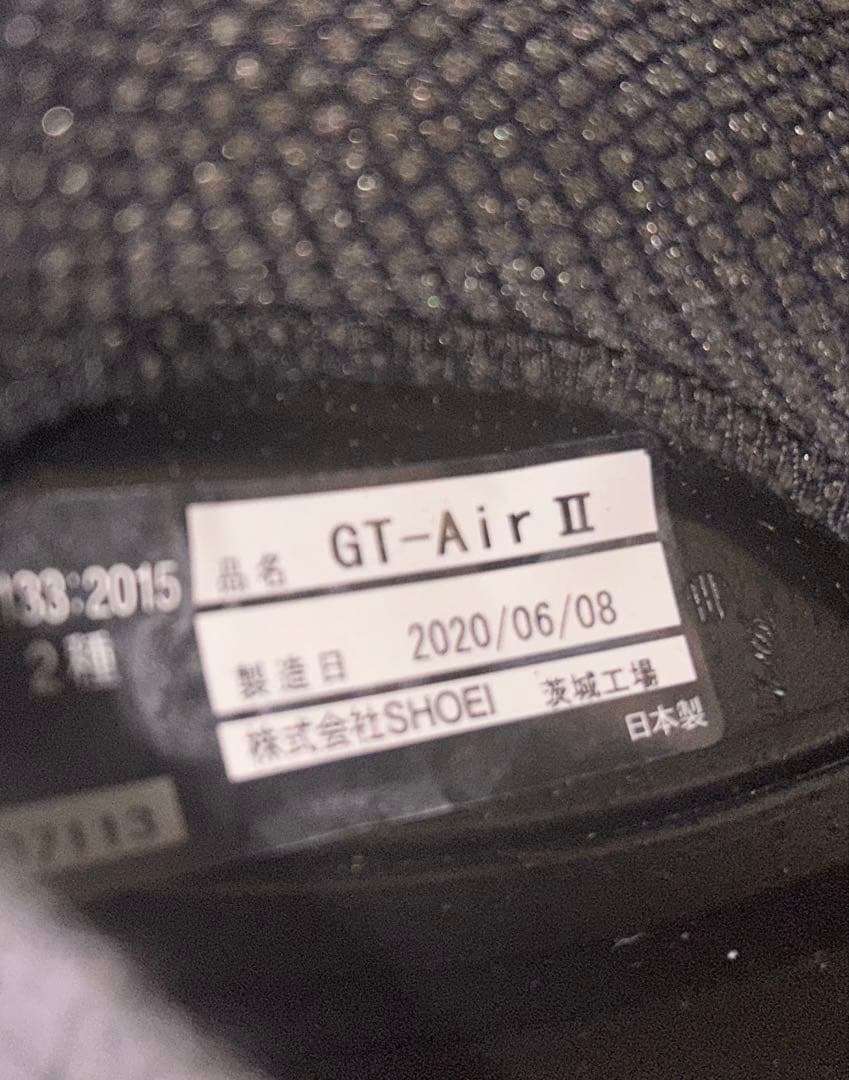 品名 GT-Air Ⅱ
133:2015
2種
製造日 2020/06/08
株式会社SHOEI 茨城工場
日本製
07113